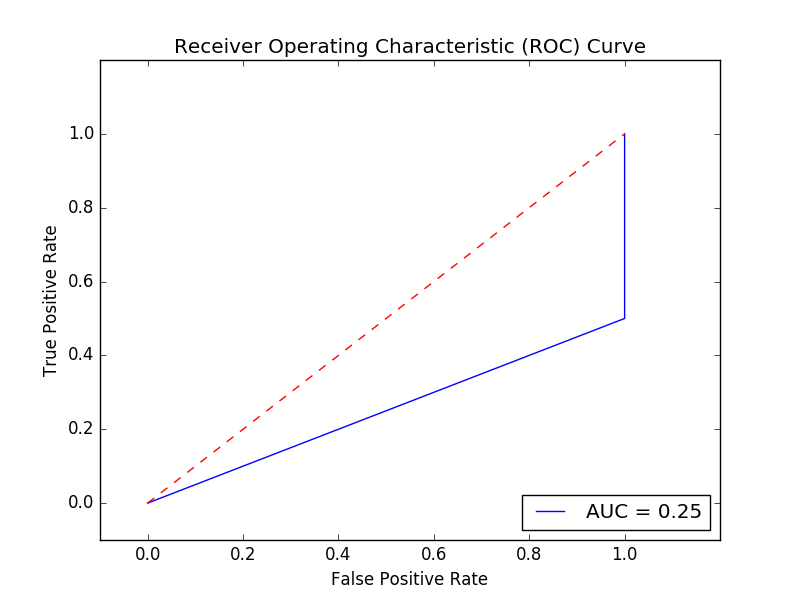 Receiver Operating Characteristic (ROC) Curve
True Positive Rate
1.0
0.8
0.6
0.4
0.2
0.0
AUC = 0.25
0.0 0.2 0.4 0.6 0.8 1.0
False Positive Rate